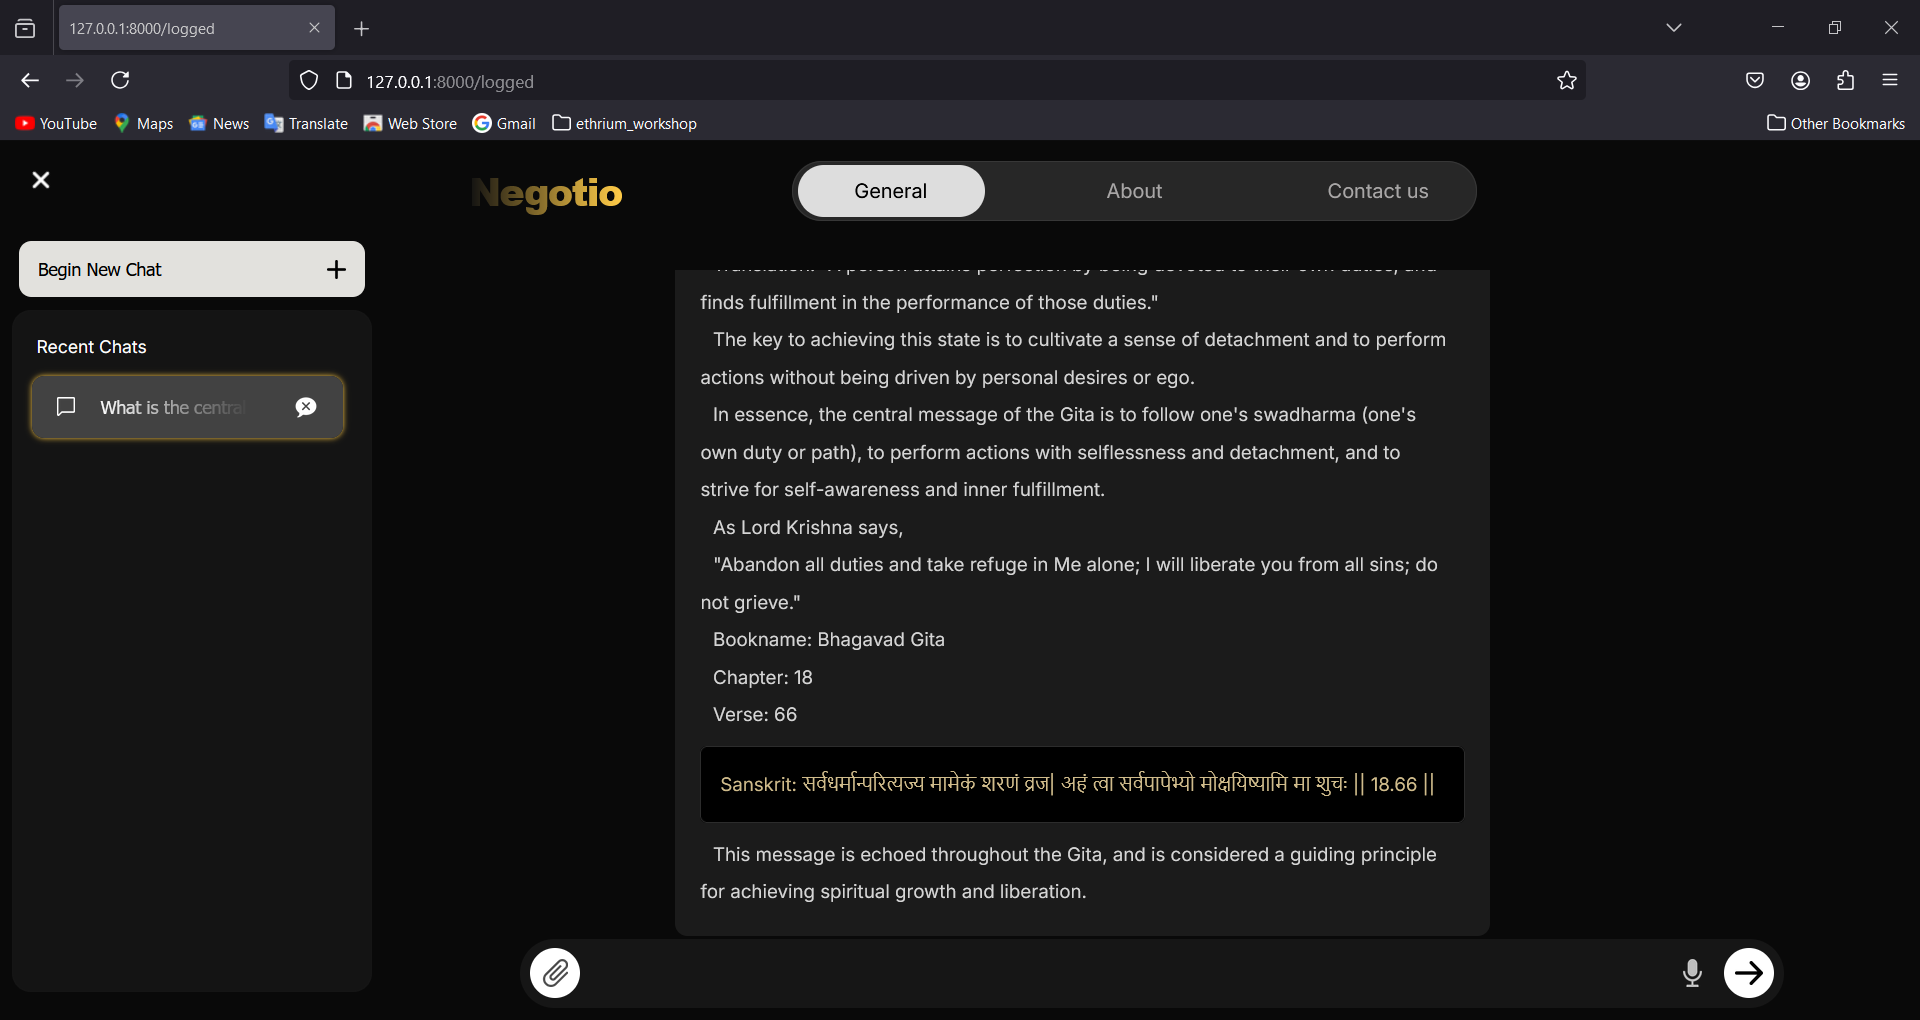 127.0.0.1:8000/logged
127.0.0.1:8000/logged
YouTube Maps News Translate Web Store Gmail ethrium_workshop Other Bookmarks
Negotio
General About Contact us
Begin New Chat
Recent Chats
What is the central
finds fulfillment in the performance of those duties."
The key to achieving this state is to cultivate a sense of detachment and to perform
actions without being driven by personal desires or ego.
In essence, the central message of the Gita is to follow one's swadharma (one's
own duty or path), to perform actions with selflessness and detachment, and to
strive for self-awareness and inner fulfillment.
As Lord Krishna says,
"Abandon all duties and take refuge in Me alone; I will liberate you from all sins; do
not grieve."
Bookname: Bhagavad Gita
Chapter: 18
Verse: 66
Sanskrit: सर्वधर्मान्परित्यज्य मामेकं शरणं व्रज| अहं त्वा सर्वपापेभ्यो मोक्षयिष्यामि मा शुचः || 18.66 ||
This message is echoed throughout the Gita, and is considered a guiding principle
for achieving spiritual growth and liberation.